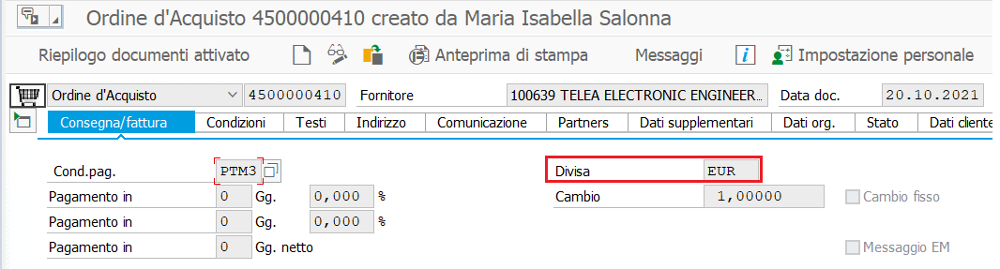 Ordine d'Acquisto 4500000410 creato da Maria Isabella Salonna
Riepilogo documenti attivato Anteprima di stampa Messaggi Impostazione personale
Ordine d'Acquisto 4500000410 Fornitore 100639 TELEA ELECTRONIC ENGINEER… Data doc. 20.10.2021
Consegna/fattura Condizioni Testi Indirizzo Comunicazione Partners Dati supplementari Dati org. Stato Dati cliente
Cond.pag. PTM3 Divisa EUR
Pagamento in 0 Gg. 0,000 % Cambio 1,00000 Cambio fisso
Pagamento in 0 Gg. 0,000 %
Pagamento in 0 Gg. netto Messaggio EM